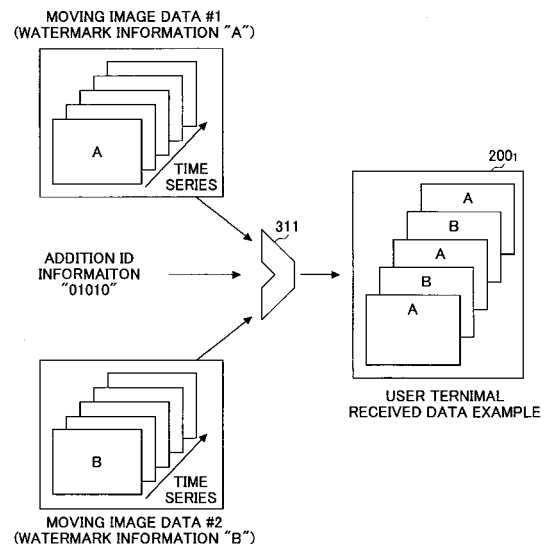 MOVING IMAGE DATA #1
(WATERMARK INFORMATION "A")
A
TIME
SERIES
ADDITION ID
INFORMAITON
"01010"
311
200₁
A
B
A
B
A
USER TERNIMAL
RECEIVED DATA EXAMPLE
B
TIME
SERIES
MOVING IMAGE DATA #2
(WATERMARK INFORMATION "B")